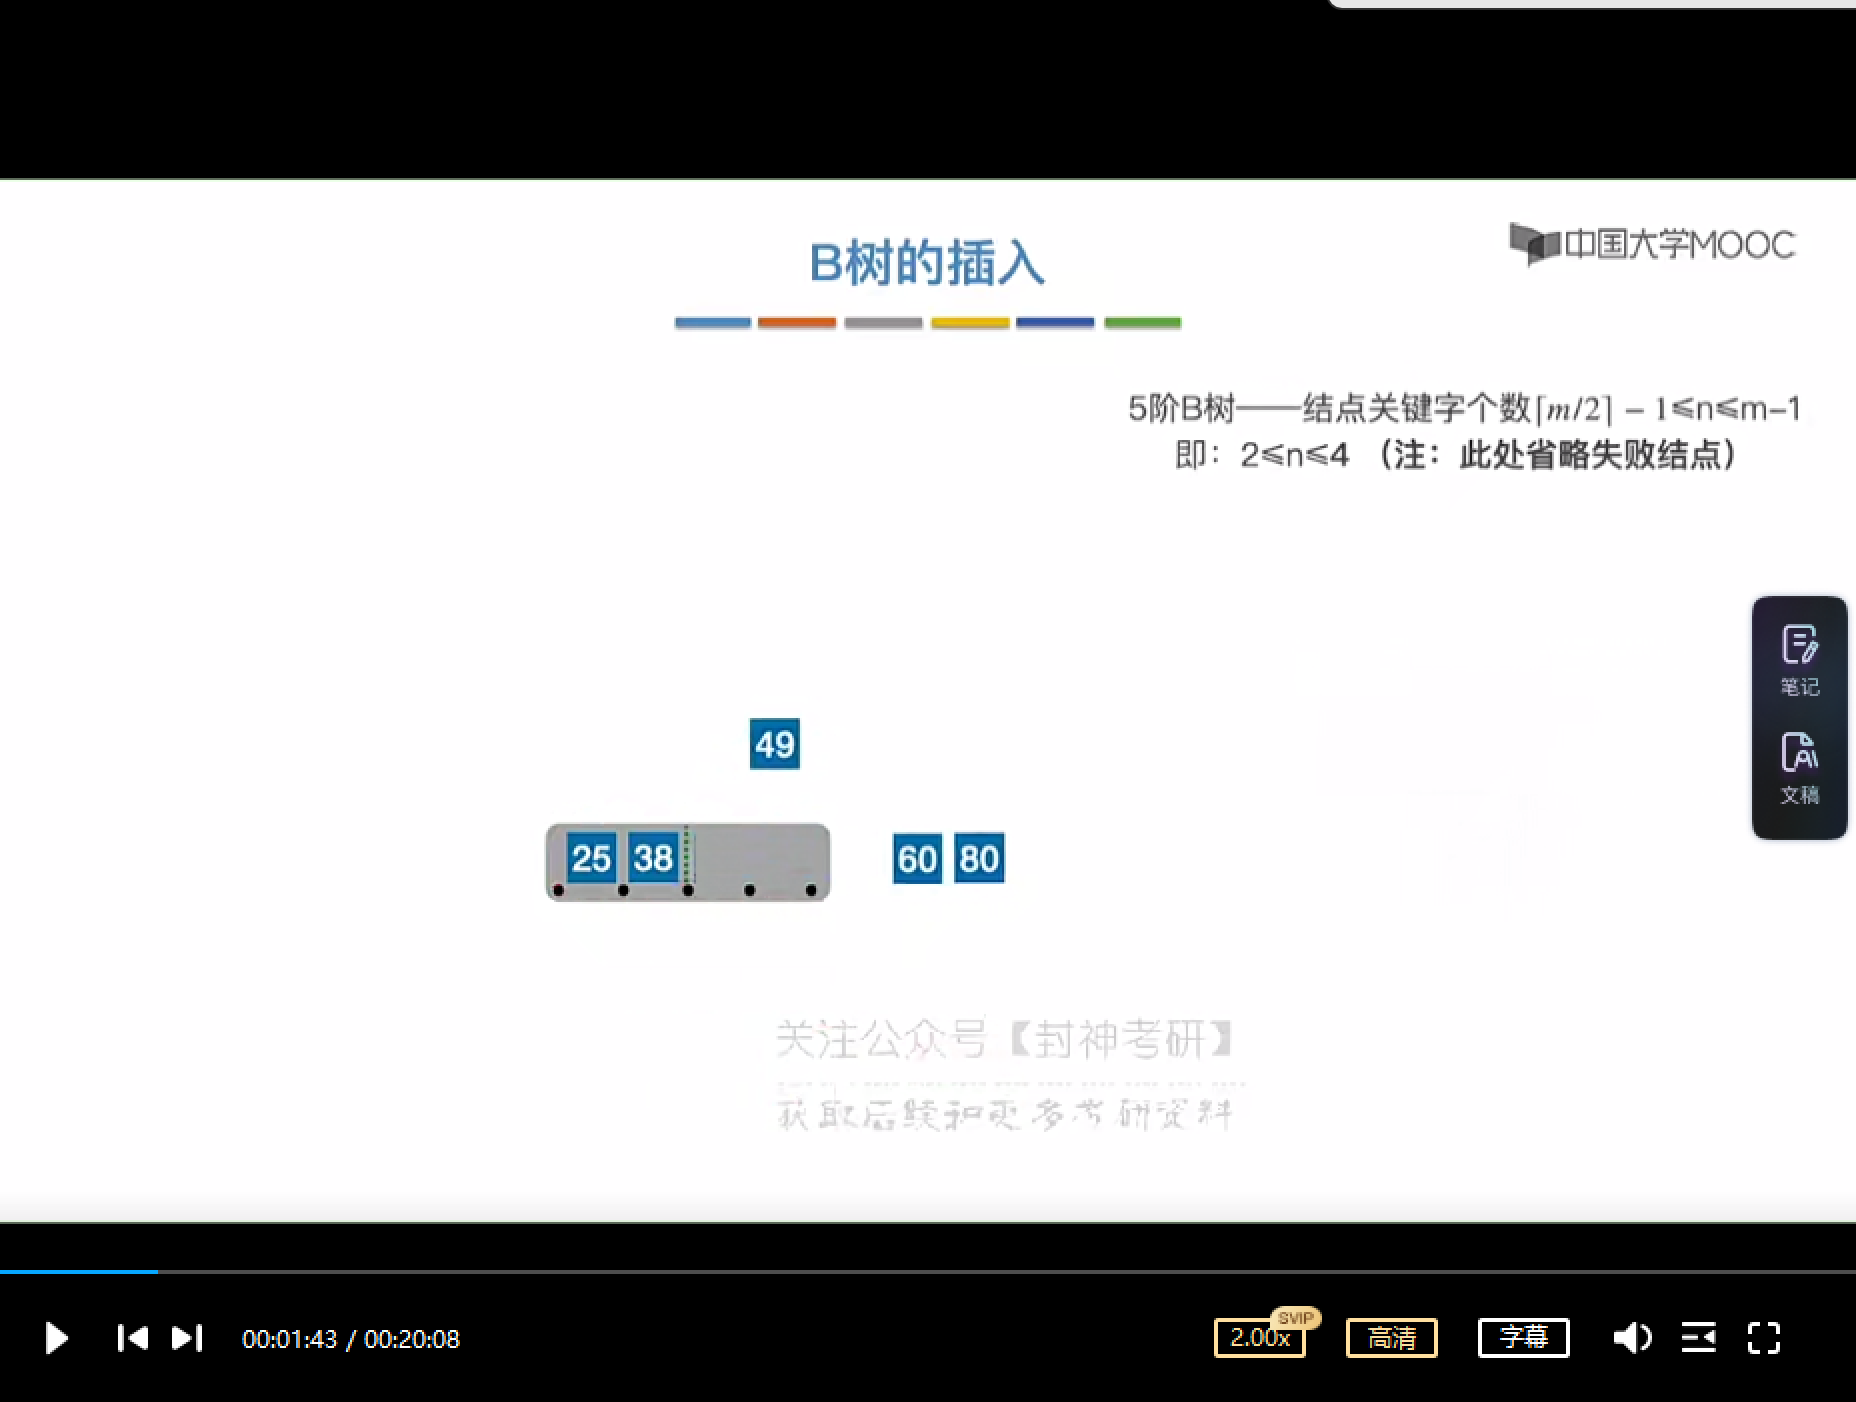 B树的插入
中国大学MOOC
5阶B树——结点关键字个数⌈m/2⌉ – 1≤n≤m–1
即：2≤n≤4 （注：此处省略失败结点）
笔记
文稿
49
25 38
60 80
关注公众号【封神考研】
获取后续和更多考研资料
00:01:43 / 00:20:08
2.00x
SVIP
高清
字幕